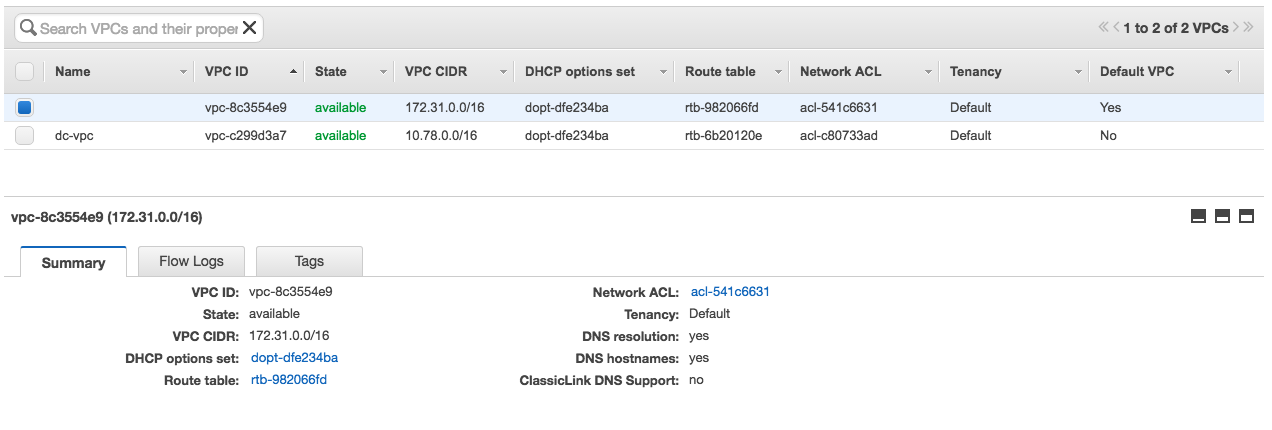 Search VPCs and their proper
1 to 2 of 2 VPCs
Name VPC ID State VPC CIDR DHCP options set Route table Network ACL Tenancy Default VPC
vpc-8c3554e9 available 172.31.0.0/16 dopt-dfe234ba rtb-982066fd acl-541c6631 Default Yes
dc-vpc vpc-c299d3a7 available 10.78.0.0/16 dopt-dfe234ba rtb-6b20120e acl-c80733ad Default No
vpc-8c3554e9 (172.31.0.0/16)
Summary Flow Logs Tags
VPC ID: vpc-8c3554e9 Network ACL: acl-541c6631
State: available Tenancy: Default
VPC CIDR: 172.31.0.0/16 DNS resolution: yes
DHCP options set: dopt-dfe234ba DNS hostnames: yes
Route table: rtb-982066fd ClassicLink DNS Support: no